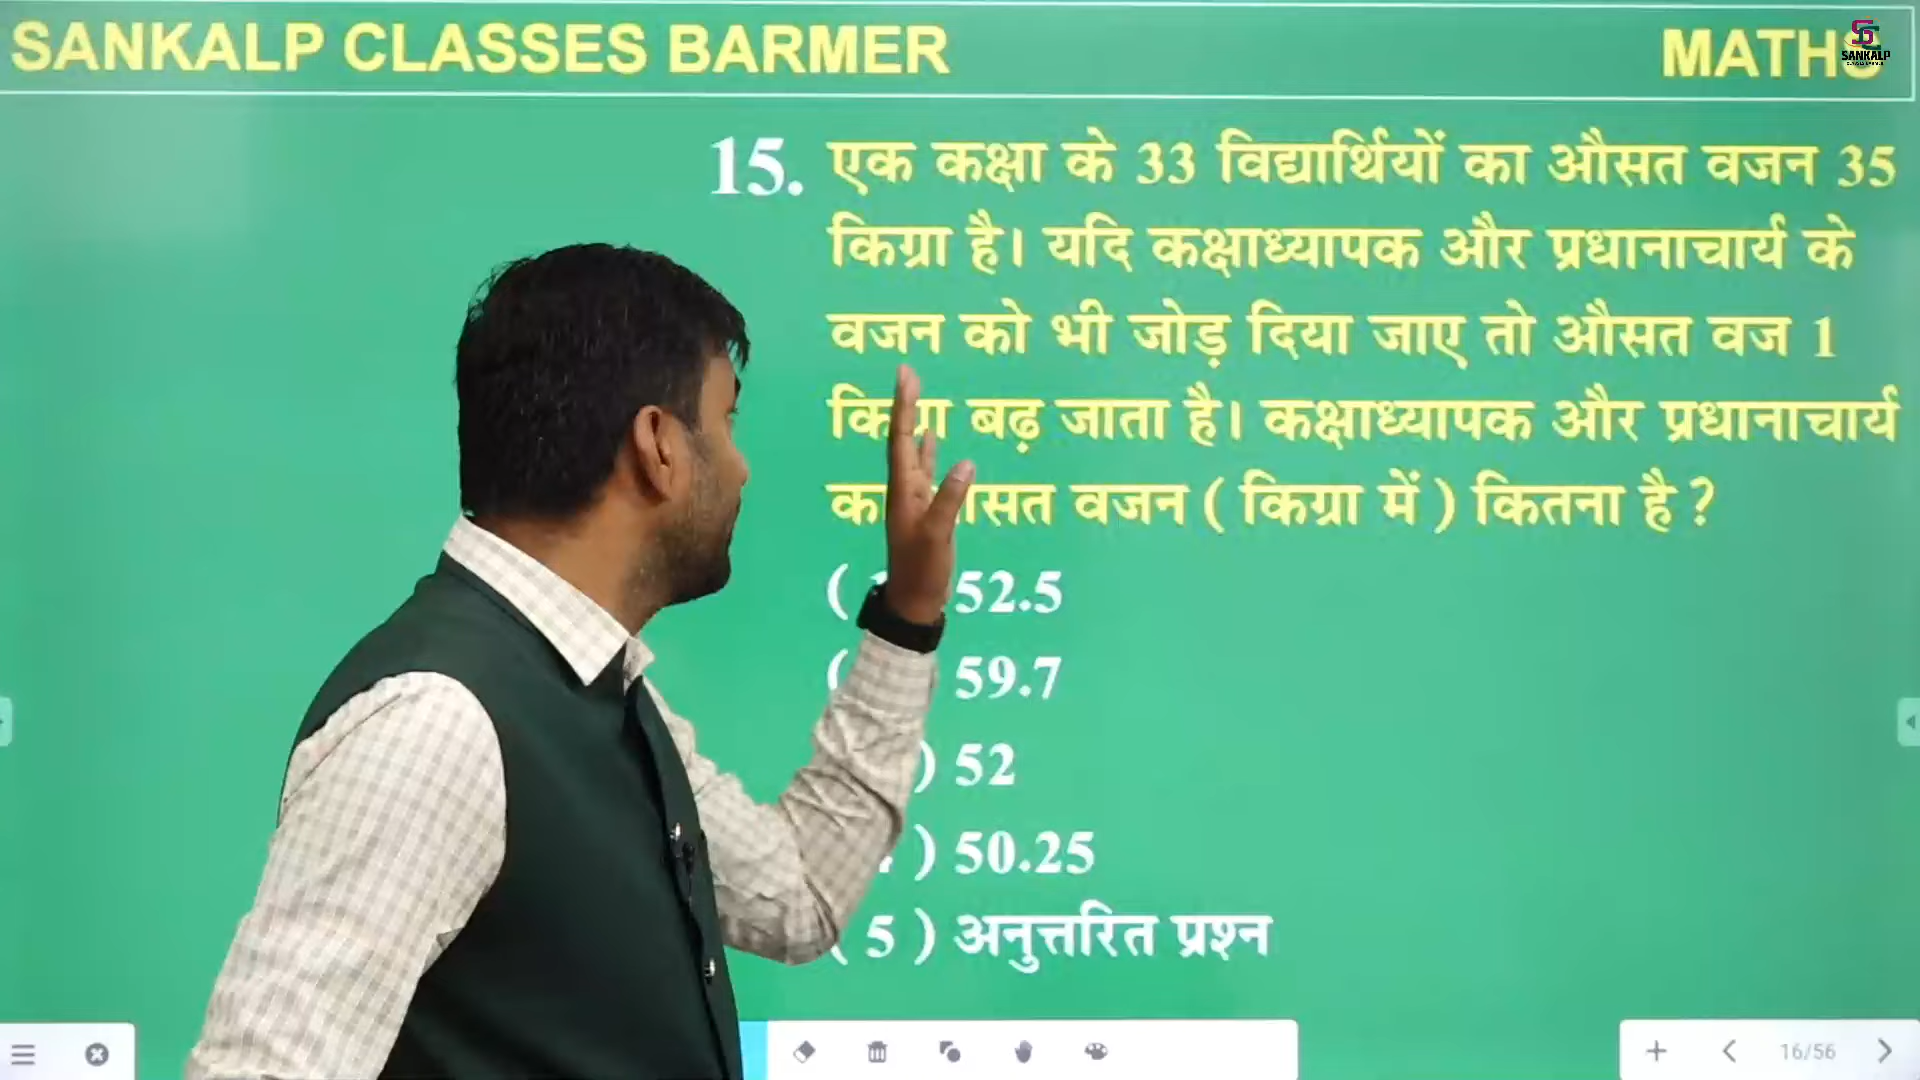 SANKALP CLASSES BARMER
MATHS
SANKALP
15. एक कक्षा के 33 विद्यार्थियों का औसत वजन 35
किग्रा है। यदि कक्षाध्यापक और प्रधानाचार्य के
वजन को भी जोड़ दिया जाए तो औसत वज 1
बढ़ जाता है। कक्षाध्यापक और प्रधानाचार्य
वजन ( किग्रा में ) कितना है ?
52.5
59.7
) 52
) 50.25
( 5 ) अनुत्तरित प्रश्न
16/56